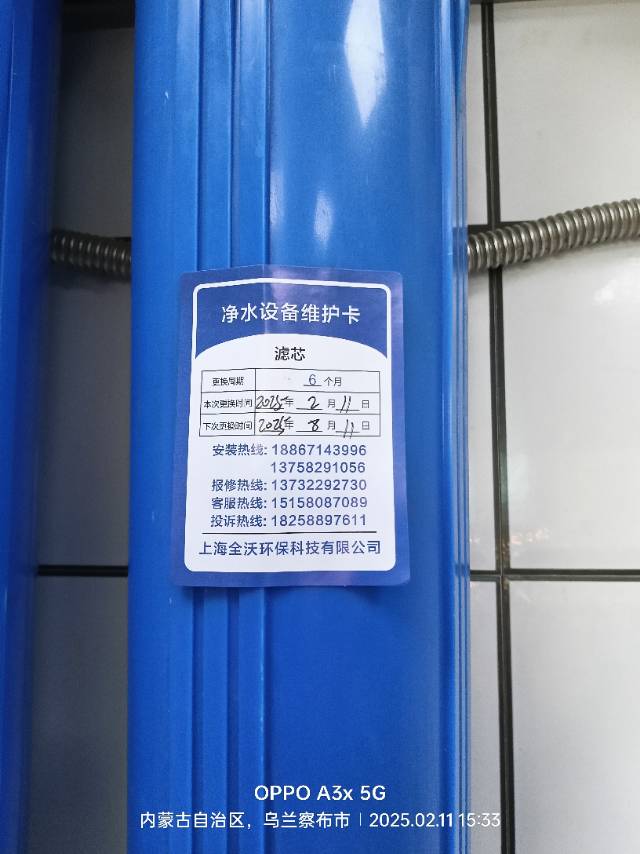 净水设备维护卡
滤芯
更换周期 6 个月
本次更换时间 2025年 2 月 11 日
下次更换时间 2025年 8 月 11 日
安装热线: 18867143996
13758291056
报修热线: 13732292730
客服热线: 15158087089
投诉热线: 18258897611
上海全沃环保科技有限公司
OPPO A3x 5G
内蒙古自治区，乌兰察布市 | 2025.02.11 15:33